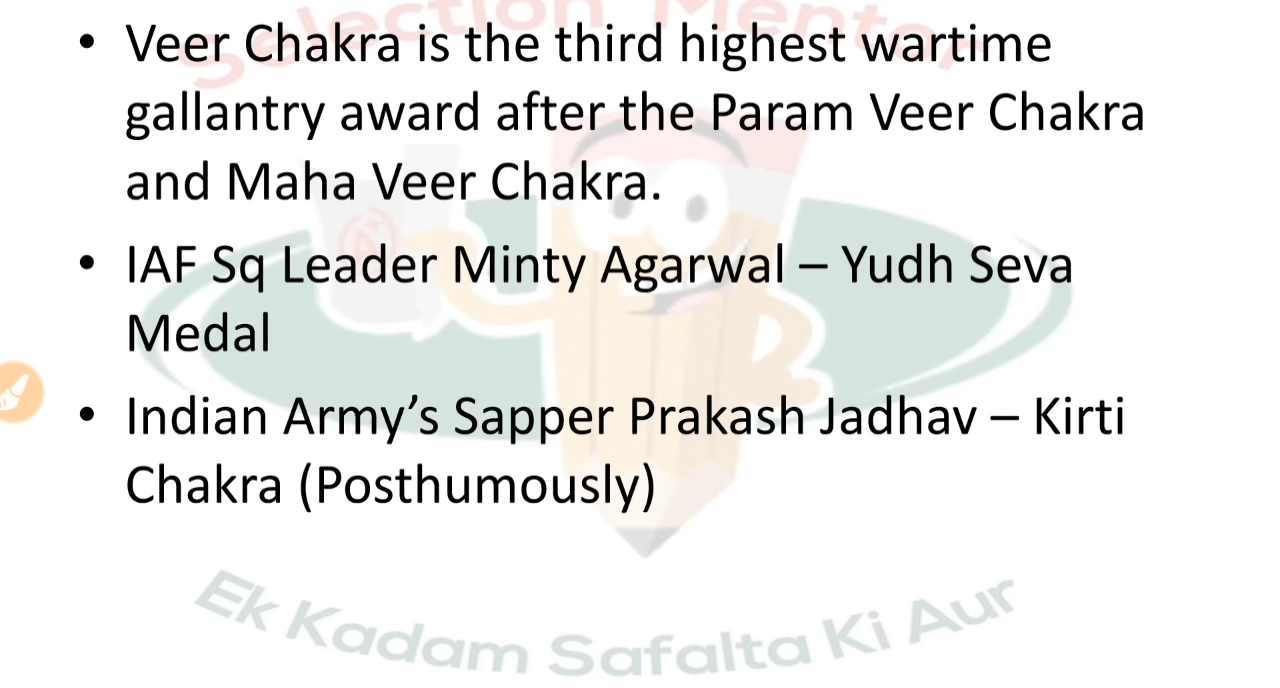 Selection Mentor
• Veer Chakra is the third highest wartime
gallantry award after the Param Veer Chakra
and Maha Veer Chakra.
• IAF Sq Leader Minty Agarwal – Yudh Seva
Medal
• Indian Army’s Sapper Prakash Jadhav – Kirti
Chakra (Posthumously)
Ek Kadam Safalta Ki Aur